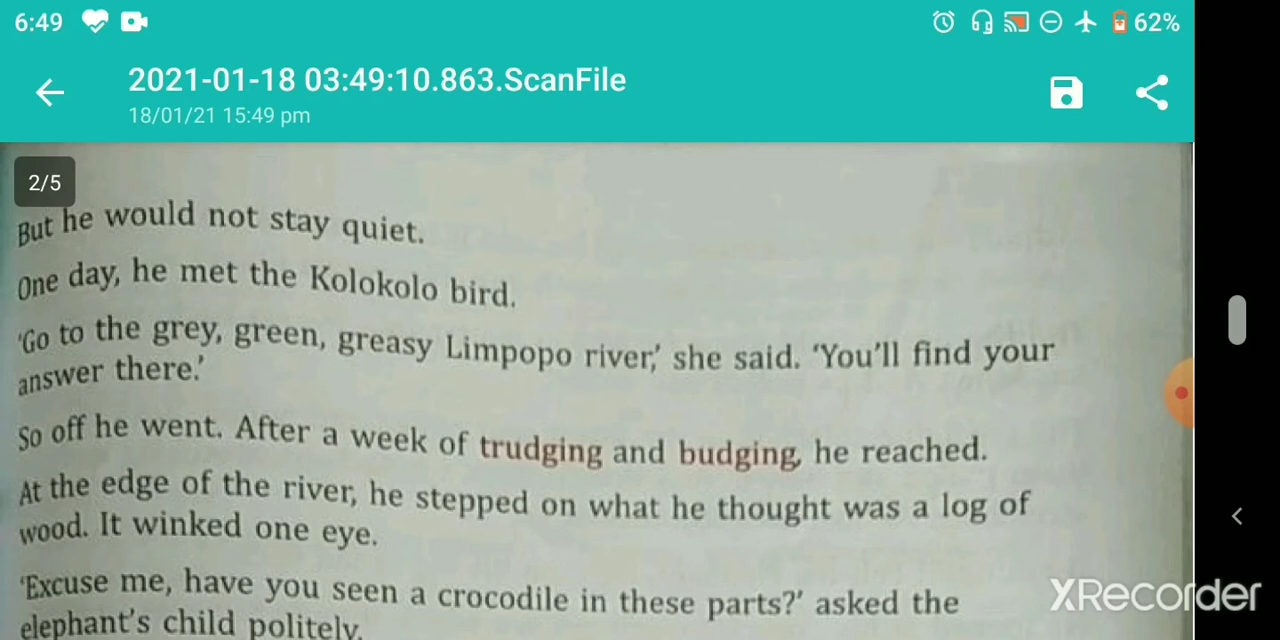 6:49
62%
2021-01-18 03:49:10.863.ScanFile
18/01/21 15:49 pm
2/5
But he would not stay quiet.
One day, he met the Kolokolo bird.
'Go to the grey, green, greasy Limpopo river,' she said. 'You'll find your
answer there.'
So off he went. After a week of trudging and budging, he reached.
At the edge of the river, he stepped on what he thought was a log of
wood. It winked one eye.
'Excuse me, have you seen a crocodile in these parts?' asked the
elephant's child politely.
XRecorder